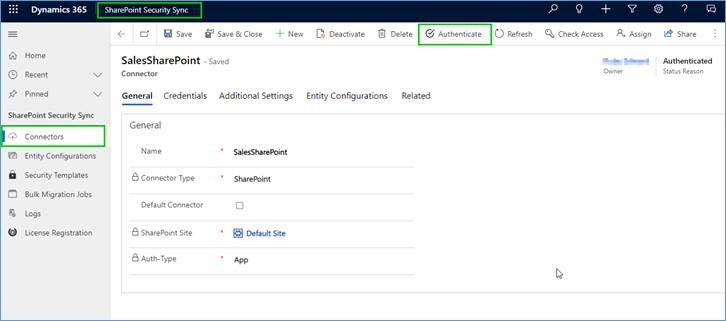 Dynamics 365
SharePoint Security Sync
Save
Save & Close
New
Deactivate
Delete
Authenticate
Refresh
Check Access
Assign
Share
Home
Recent
Pinned
SharePoint Security Sync
Connectors
Entity Configurations
Security Templates
Bulk Migration Jobs
Logs
License Registration
SalesSharePoint - Saved
Connector
Owner
Authenticated
Status Reason
General
Credentials
Additional Settings
Entity Configurations
Related
General
Name * SalesSharePoint
Connector Type * SharePoint
Default Connector
SharePoint Site * Default Site
Auth-Type * App